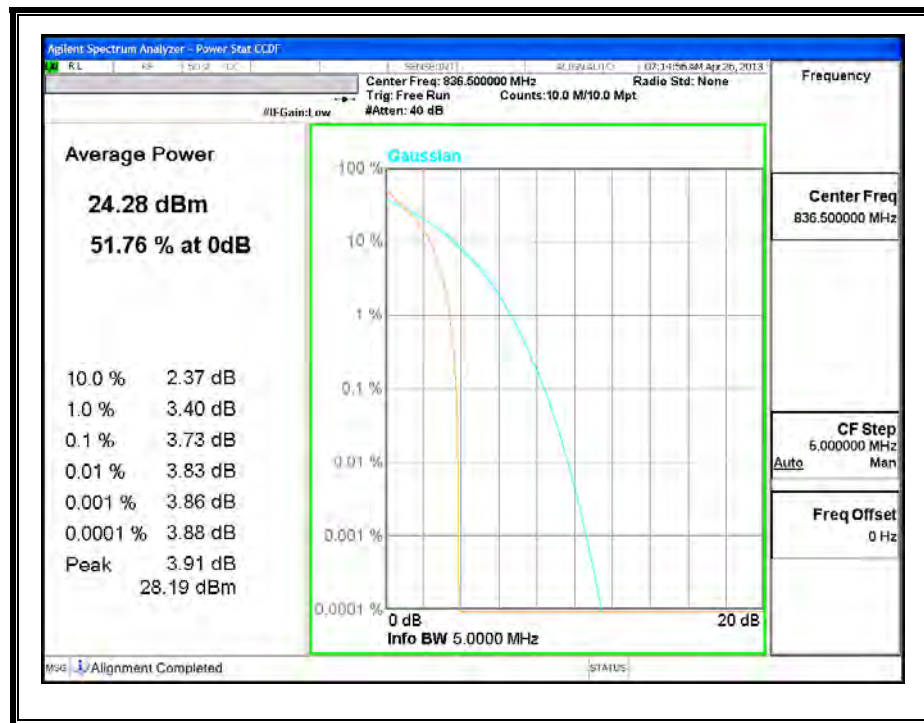 Agilent Spectrum Analyzer - Power Stat CCDF
RL RF 50 Ω DC SENSE:INT ALIGN AUTO 07:14:56 AM Apr 26, 2013
Center Freq: 836.500000 MHz Radio Std: None
Trig: Free Run Counts:10.0 M/10.0 Mpt
#IFGain:Low #Atten: 40 dB
Frequency
Average Power
24.28 dBm
51.76 % at 0dB
10.0 % 2.37 dB
1.0 % 3.40 dB
0.1 % 3.73 dB
0.01 % 3.83 dB
0.001 % 3.86 dB
0.0001 % 3.88 dB
Peak 3.91 dB
28.19 dBm
Gaussian
100 %
10 %
1 %
0.1 %
0.01 %
0.001 %
0.0001 %
0 dB 20 dB
Info BW 5.0000 MHz
Center Freq
836.500000 MHz
CF Step
5.000000 MHz
Auto Man
Freq Offset
0 Hz
MSG Alignment Completed STATUS